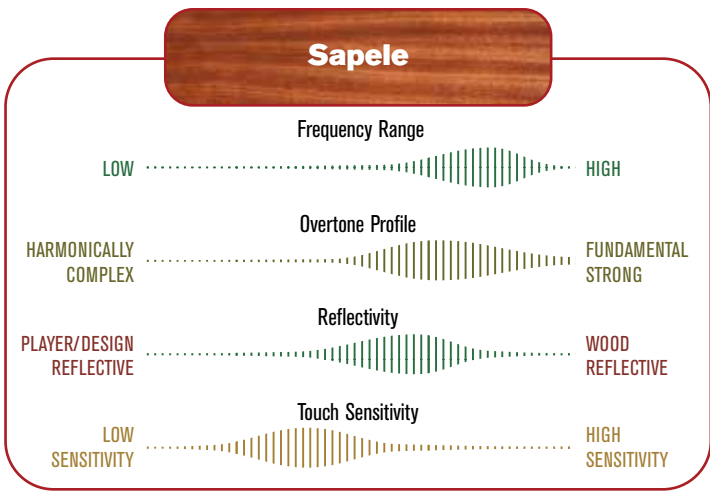 Sapele
Frequency Range
LOW
HIGH
Overtone Profile
HARMONICALLY
COMPLEX
FUNDAMENTAL
STRONG
Reflectivity
PLAYER/DESIGN
REFLECTIVE
WOOD
REFLECTIVE
Touch Sensitivity
LOW
SENSITIVITY
HIGH
SENSITIVITY